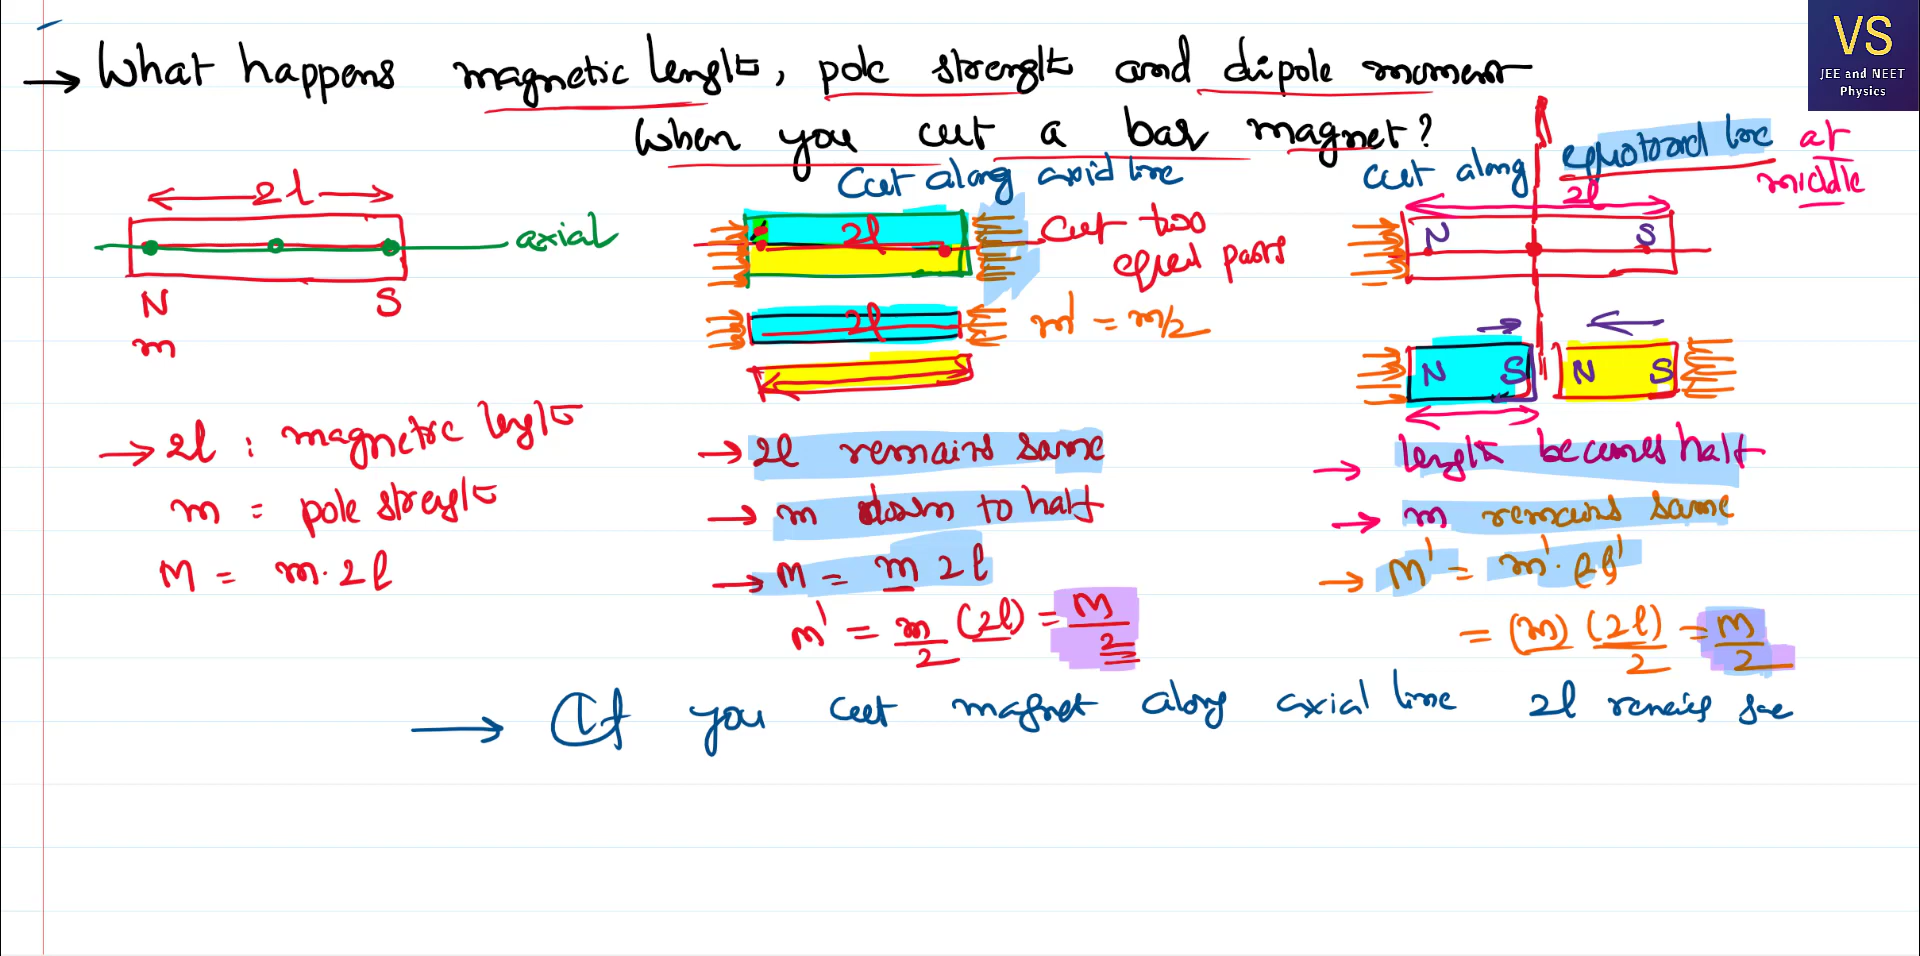 VS
JEE and NEET
Physics
→ What happens magnetic length, pole strength and dipole moment
When you cut a bar magnet?
2l
axial
N S
m
→ 2l : magnetic length
m = pole strength
M = m. 2l
Cut along axial line
2l
Cut two
equal parts
2l
m' = m/2
→ 2l remains same
→ m down to half
→ M = m 2l
M' = m/2 (2l) = M/2
Cut along equatorial line at
middle
2l
N S
N S N S
→ length becomes half
→ m remains same
→ M' = m'. 2l'
= (m) (2l)/2 = M/2
→ If you cut magnet along axial line 2l remains